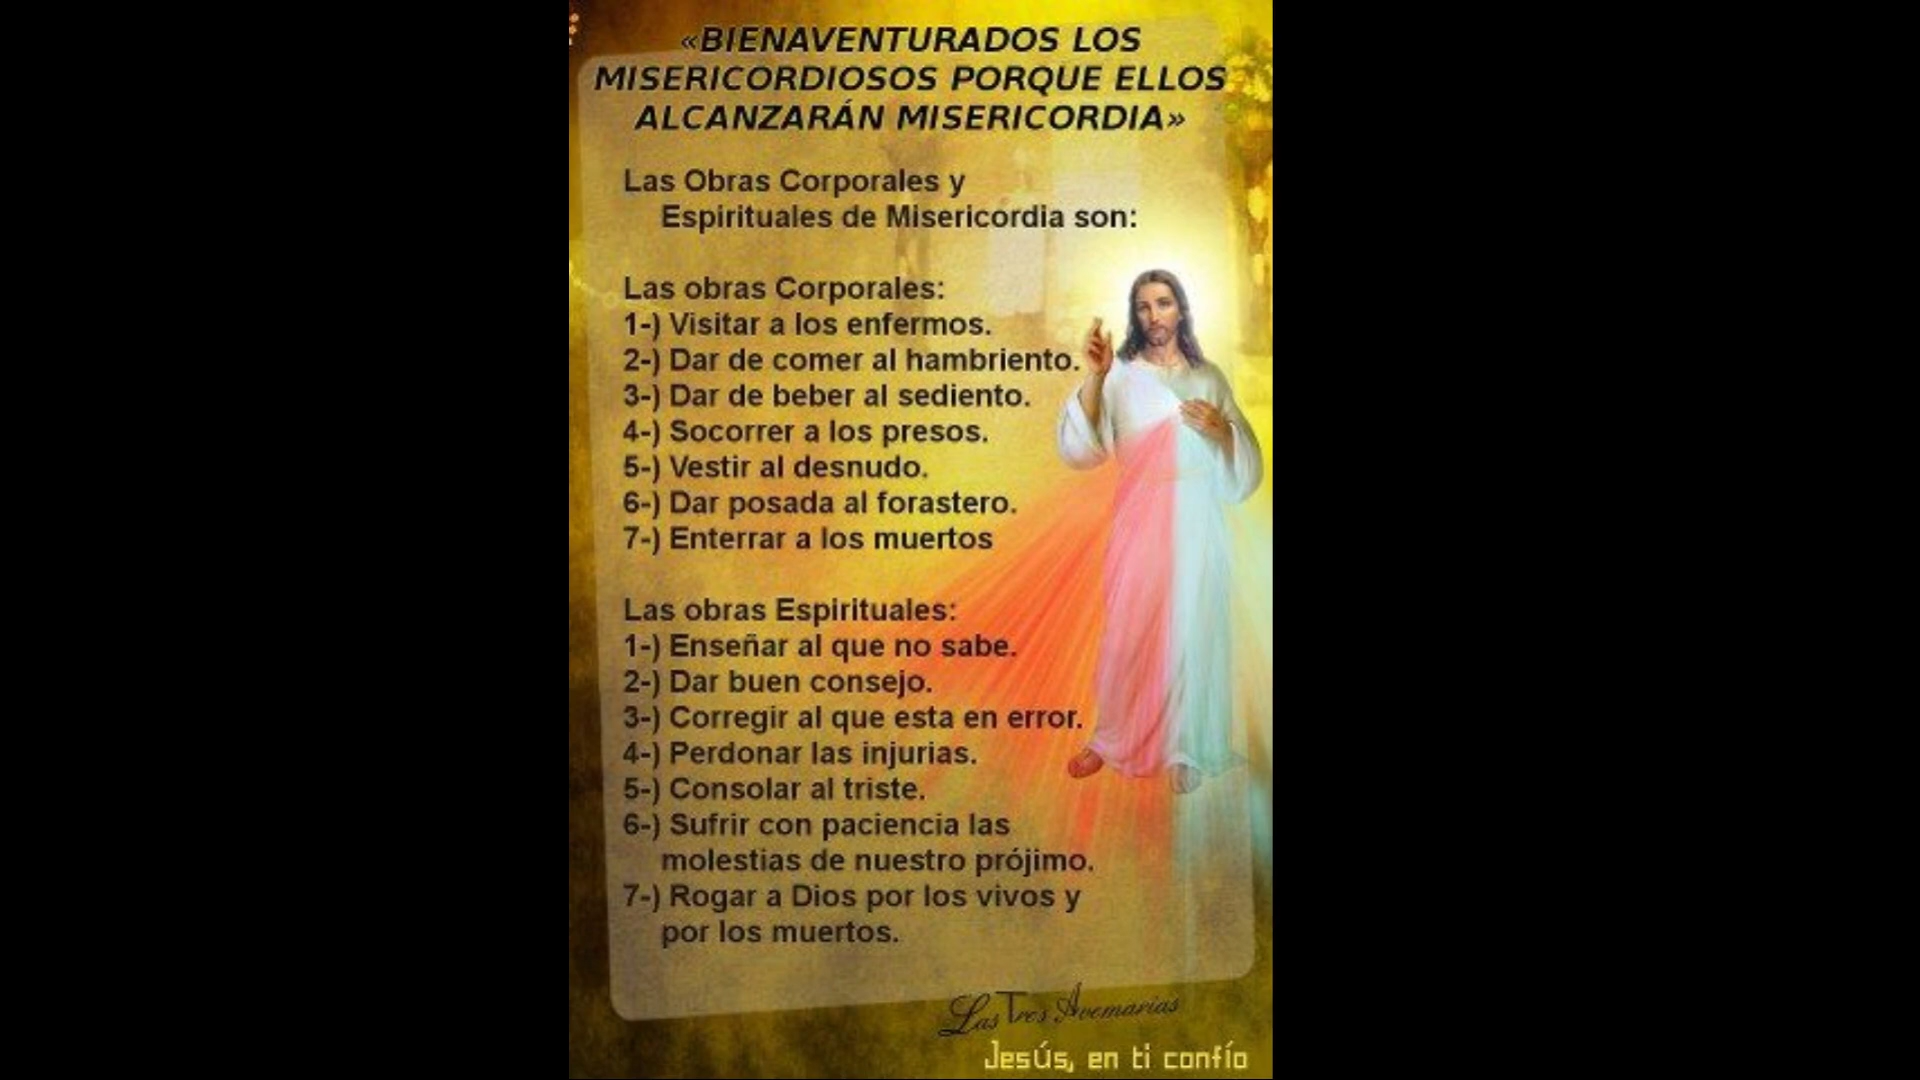 «BIENAVENTURADOS LOS
MISERICORDIOSOS PORQUE ELLOS
ALCANZARÁN MISERICORDIA»
Las Obras Corporales y
Espirituales de Misericordia son:
Las obras Corporales:
1-) Visitar a los enfermos.
2-) Dar de comer al hambriento.
3-) Dar de beber al sediento.
4-) Socorrer a los presos.
5-) Vestir al desnudo.
6-) Dar posada al forastero.
7-) Enterrar a los muertos
Las obras Espirituales:
1-) Enseñar al que no sabe.
2-) Dar buen consejo.
3-) Corregir al que esta en error.
4-) Perdonar las injurias.
5-) Consolar al triste.
6-) Sufrir con paciencia las
molestias de nuestro prójimo.
7-) Rogar a Dios por los vivos y
por los muertos.
Las Tres Avemarias
Jesús, en ti confío